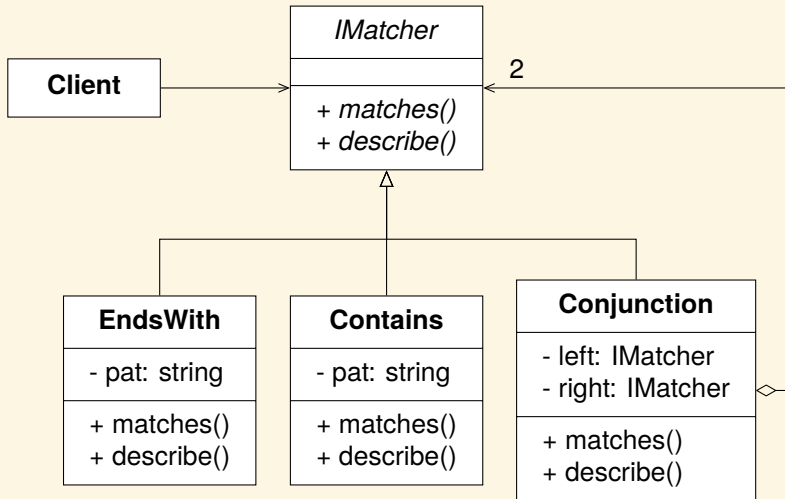 IMatcher
Client
2
+ matches()
+ describe()
EndsWith
- pat: string
+ matches()
+ describe()
Contains
- pat: string
+ matches()
+ describe()
Conjunction
- left: IMatcher
- right: IMatcher
+ matches()
+ describe()